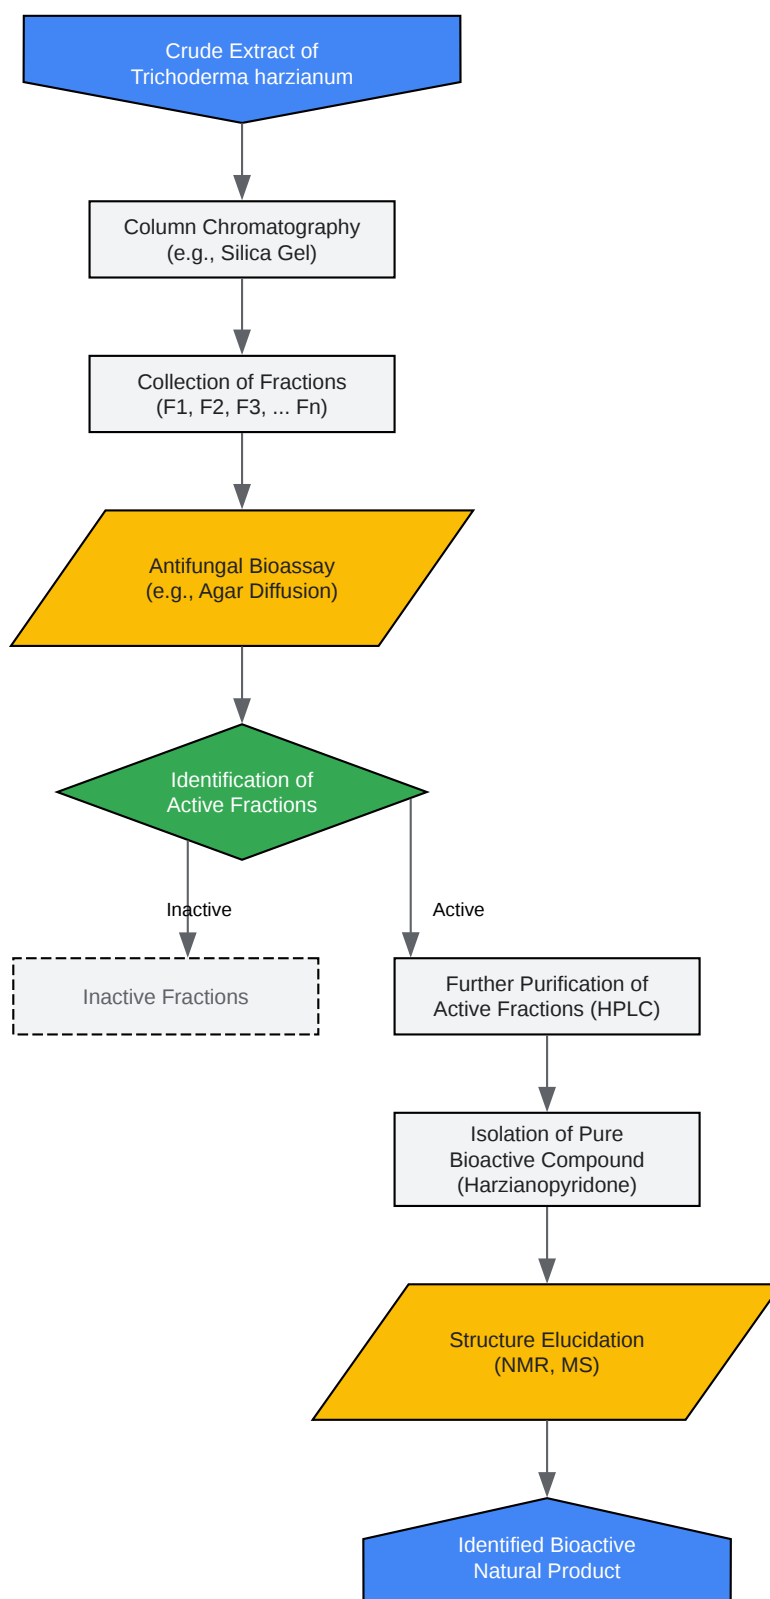 Crude Extract of
Trichoderma harzianum
Column Chromatography
(e.g., Silica Gel)
Collection of Fractions
(F1, F2, F3, ... Fn)
Antifungal Bioassay
(e.g., Agar Diffusion)
Identification of
Active Fractions
Inactive
Active
Inactive Fractions
Further Purification of
Active Fractions (HPLC)
Isolation of Pure
Bioactive Compound
(Harzianopyridone)
Structure Elucidation
(NMR, MS)
Identified Bioactive
Natural Product